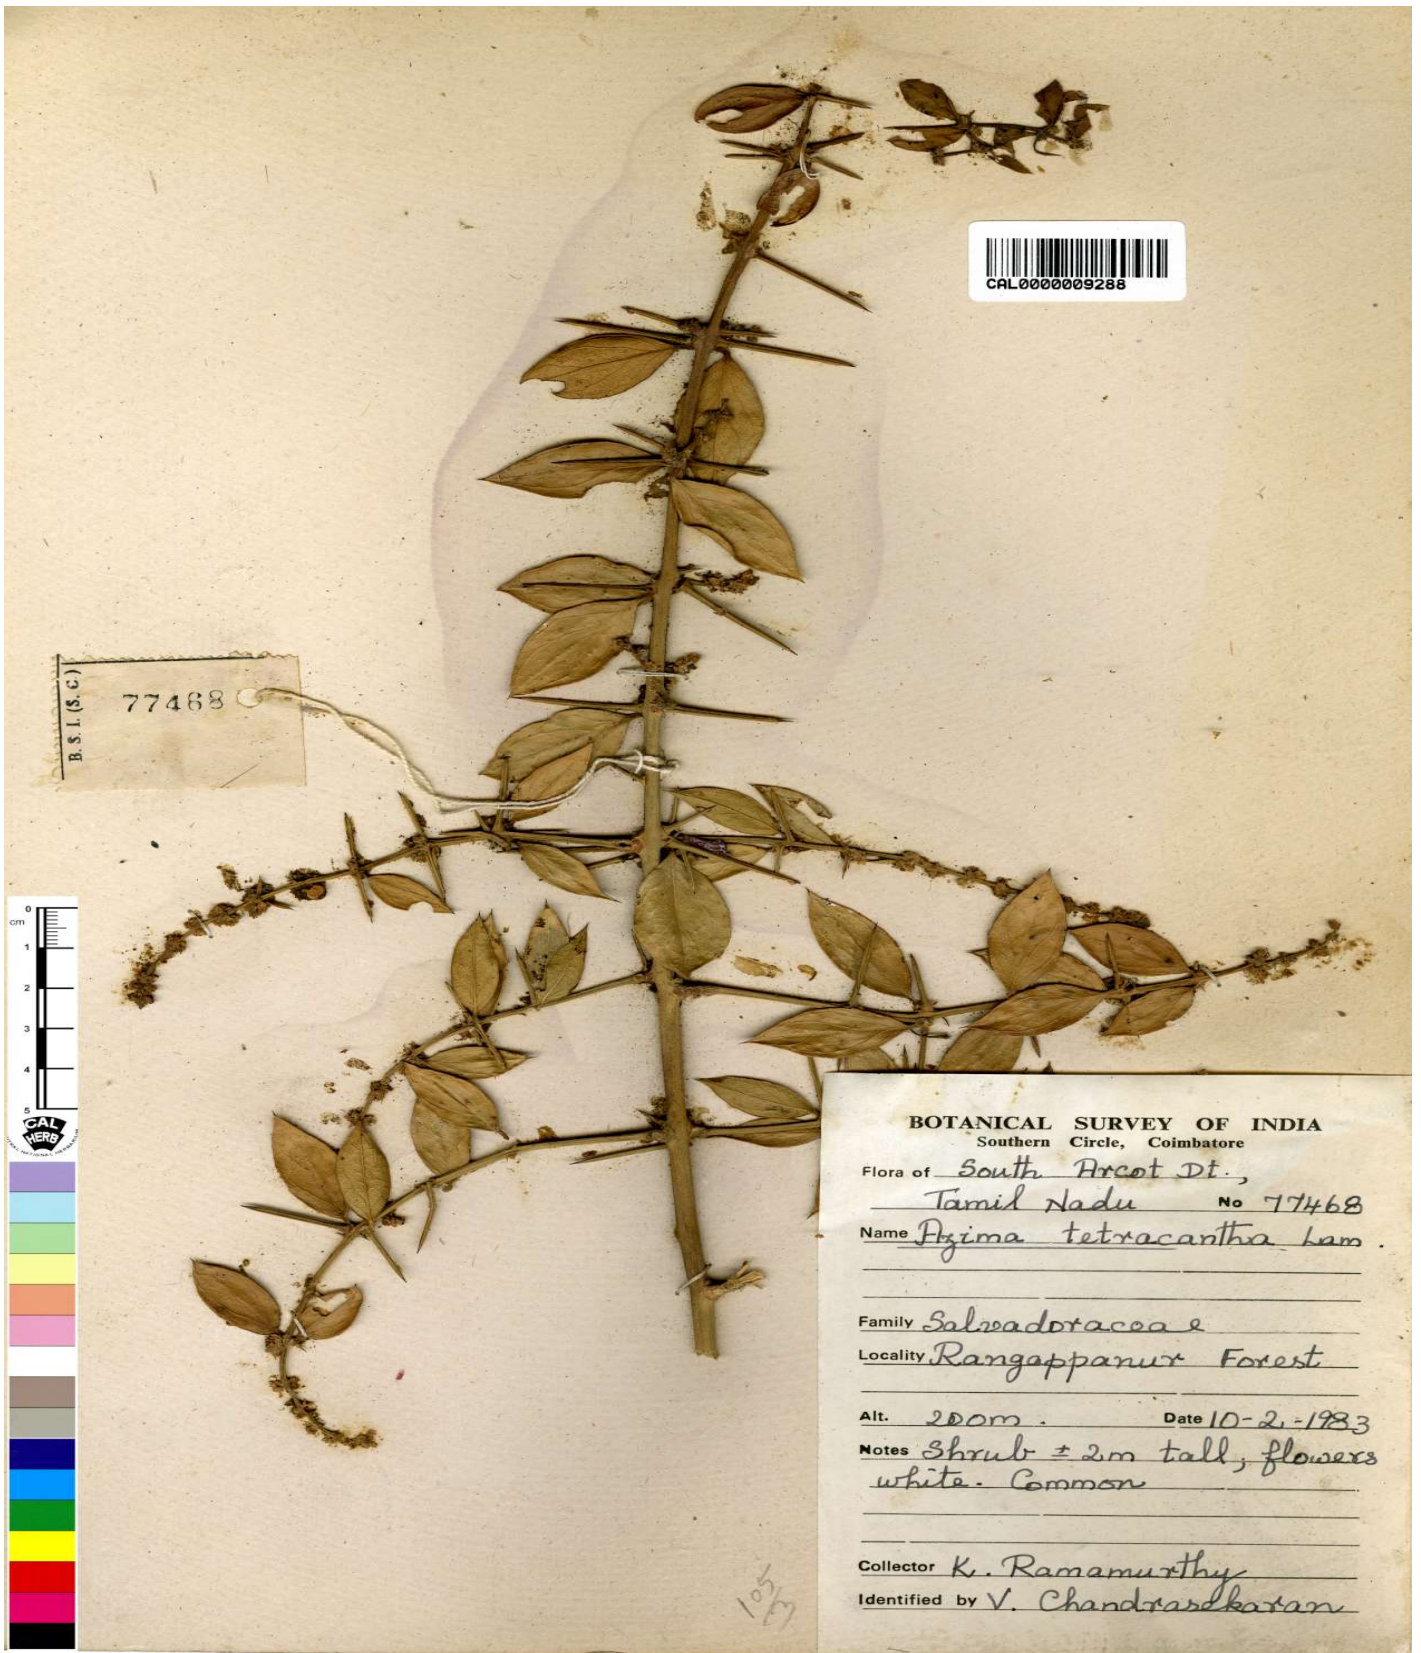 CAL0000009288
B. S. I. (S. C.)
77468
0
cm
1
2
3
4
5
CAL
HERB
BOTANICAL SURVEY OF INDIA
Southern Circle, Coimbatore
Flora of South Arcot Dt.,
Tamil Nadu No 77468
Name Azima tetracantha Lam.
Family Salvadoraceae
Locality Rangappanur Forest
Alt. 200m. Date 10-2-1983
Notes Shrub ± 2m tall; flowers
white. Common
Collector K. Ramamurthy
Identified by V. Chandrasekaran
105/3